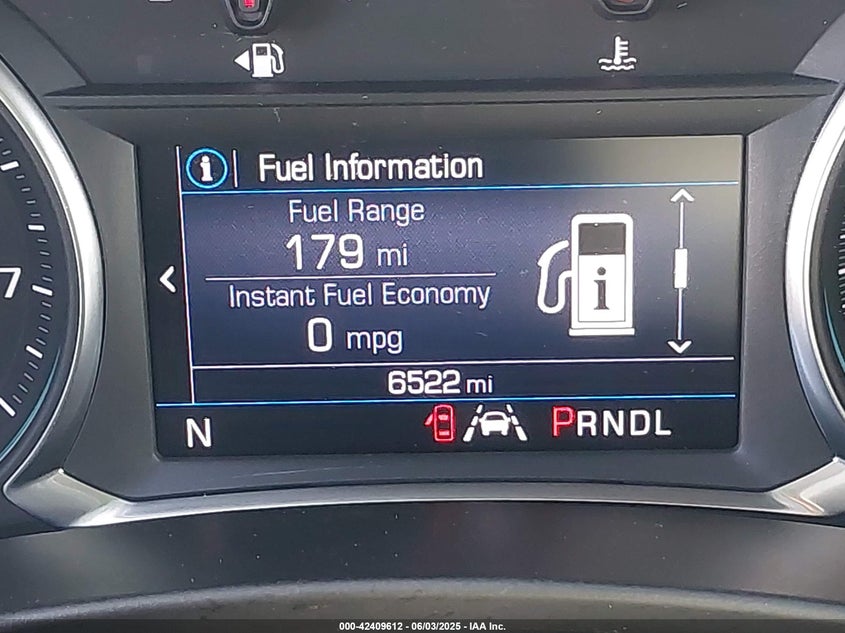 Fuel Information
Fuel Range
179 mi
Instant Fuel Economy
0 mpg
6522 mi
N
PRNDL
7
000-42409612 - 06/03/2025 - IAA Inc.